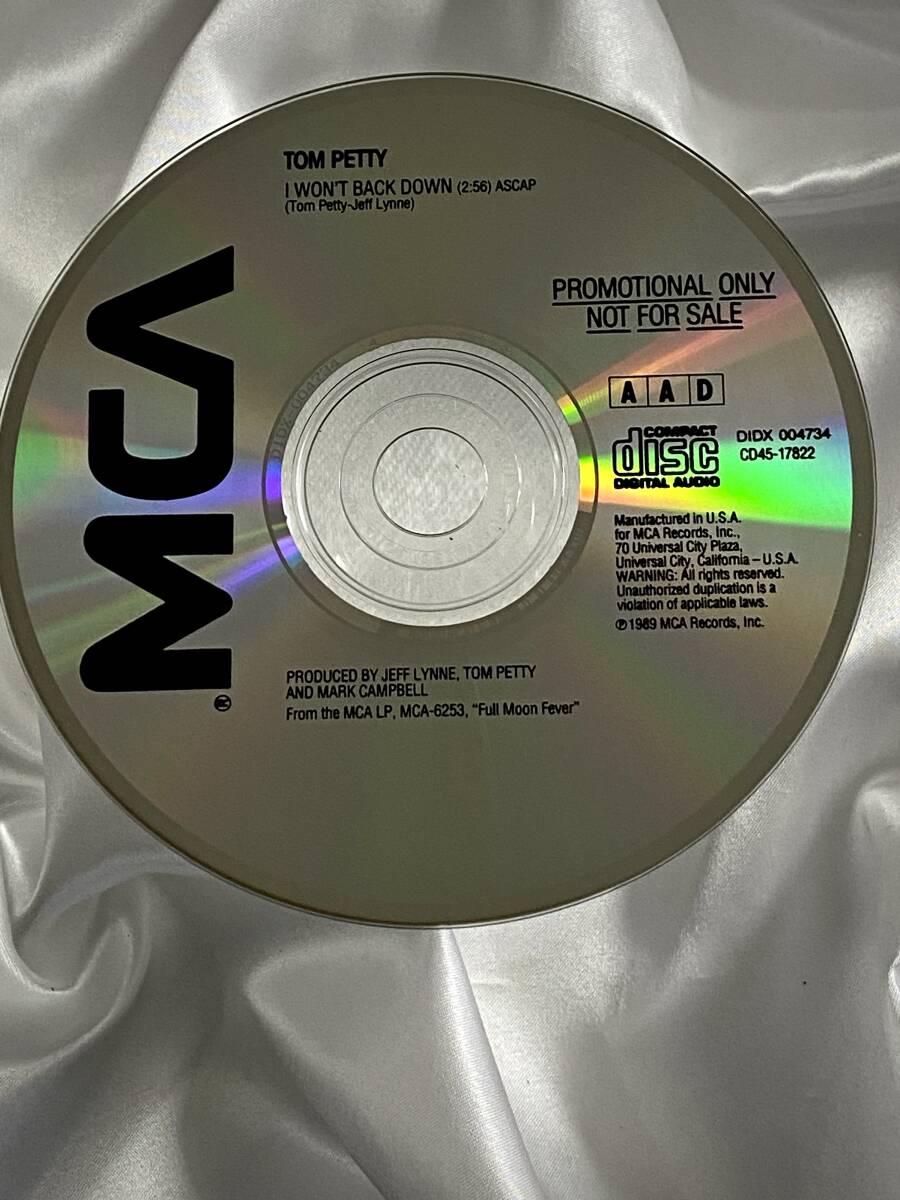 TOM PETTY
I WON'T BACK DOWN (2:56) ASCAP
(Tom Petty-Jeff Lynne)
MCA
®
PROMOTIONAL ONLY
NOT FOR SALE
A A D
COMPACT
disc
DIGITAL AUDIO
DIDX 004734
CD45-17822
Manufactured in U.S.A.
for MCA Records, Inc.,
70 Universal City Plaza,
Universal City, California – U.S.A.
WARNING: All rights reserved.
Unauthorized duplication is a
violation of applicable laws.
℗1989 MCA Records, Inc.
PRODUCED BY JEFF LYNNE, TOM PETTY
AND MARK CAMPBELL
From the MCA LP, MCA-6253, "Full Moon Fever"
DIDX-004734